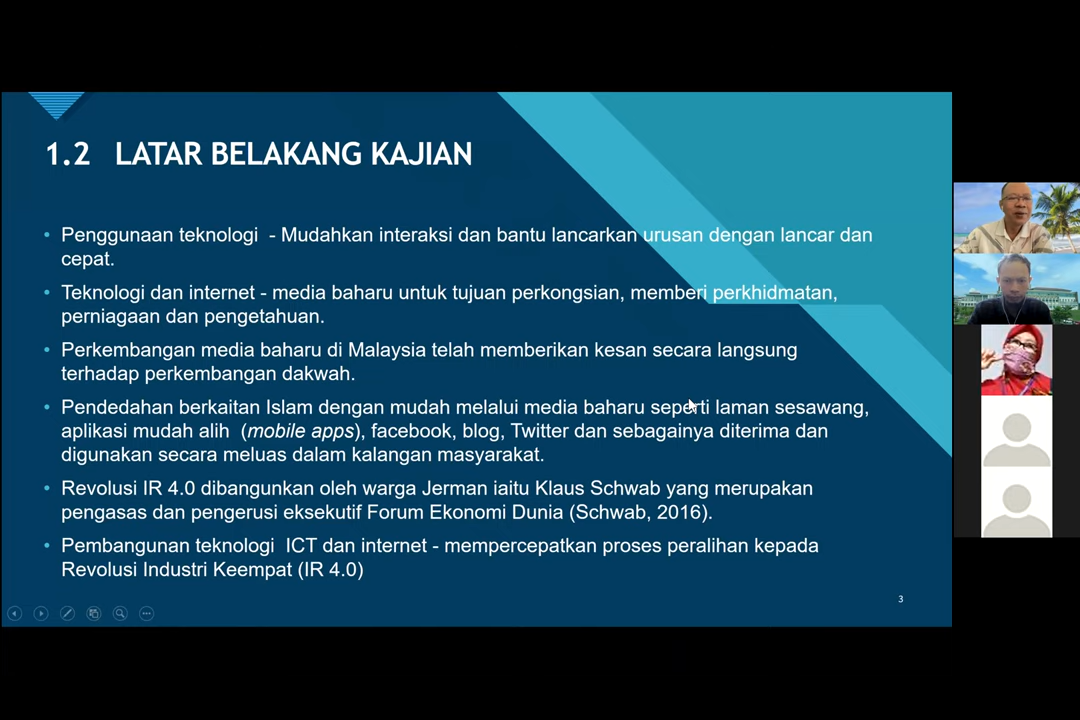 1.2 LATAR BELAKANG KAJIAN
• Penggunaan teknologi - Mudahkan interaksi dan bantu lancarkan urusan dengan lancar dan
cepat.
• Teknologi dan internet - media baharu untuk tujuan perkongsian, memberi perkhidmatan,
perniagaan dan pengetahuan.
• Perkembangan media baharu di Malaysia telah memberikan kesan secara langsung
terhadap perkembangan dakwah.
• Pendedahan berkaitan Islam dengan mudah melalui media baharu seperti laman sesawang,
aplikasi mudah alih (mobile apps), facebook, blog, Twitter dan sebagainya diterima dan
digunakan secara meluas dalam kalangan masyarakat.
• Revolusi IR 4.0 dibangunkan oleh warga Jerman iaitu Klaus Schwab yang merupakan
pengasas dan pengerusi eksekutif Forum Ekonomi Dunia (Schwab, 2016).
• Pembangunan teknologi ICT dan internet - mempercepatkan proses peralihan kepada
Revolusi Industri Keempat (IR 4.0)
3